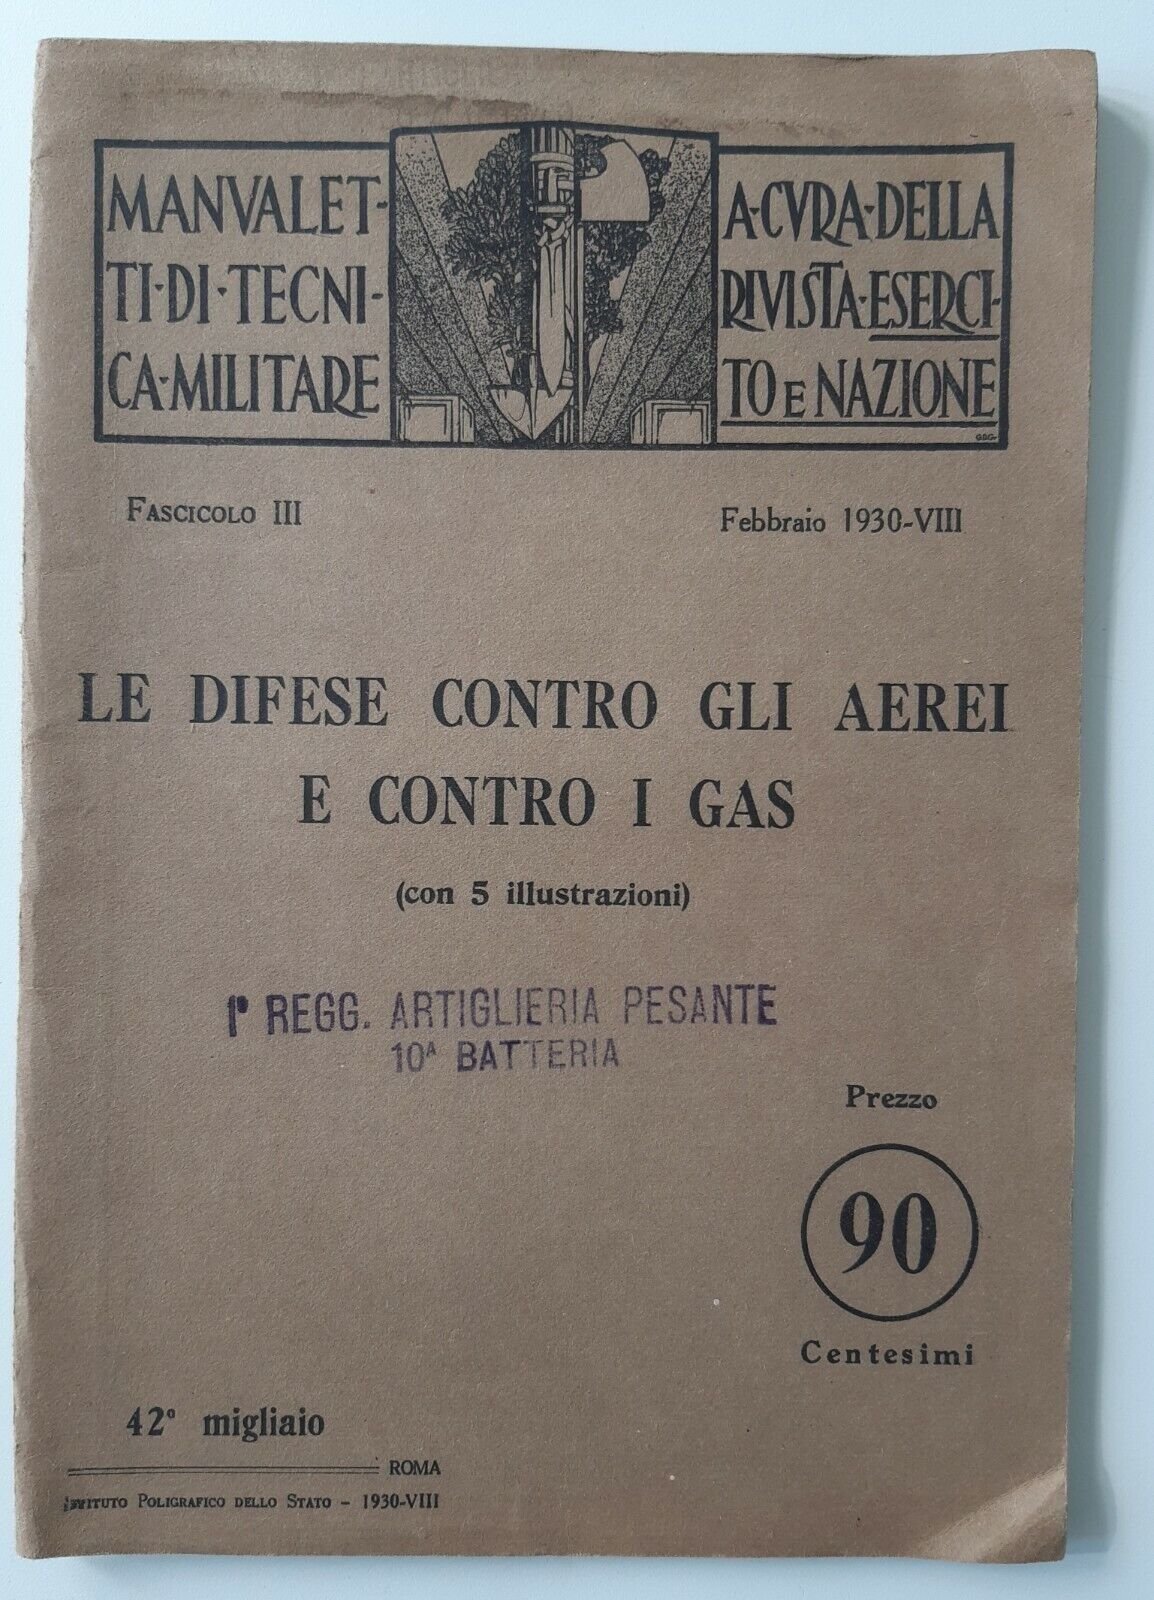 MANVALET-
TI·DI·TECNI-
CA·MILITARE
A·CVRA·DELLA
RIVISTA·ESERCI-
TO E NAZIONE
GBG·
FASCICOLO III
Febbraio 1930-VIII
LE DIFESE CONTRO GLI AEREI
E CONTRO I GAS
(con 5 illustrazioni)
1° REGG. ARTIGLIERIA PESANTE
10ª BATTERIA
Prezzo
90
Centesimi
42° migliaio
ROMA
ISTITUTO POLIGRAFICO DELLO STATO - 1930-VIII